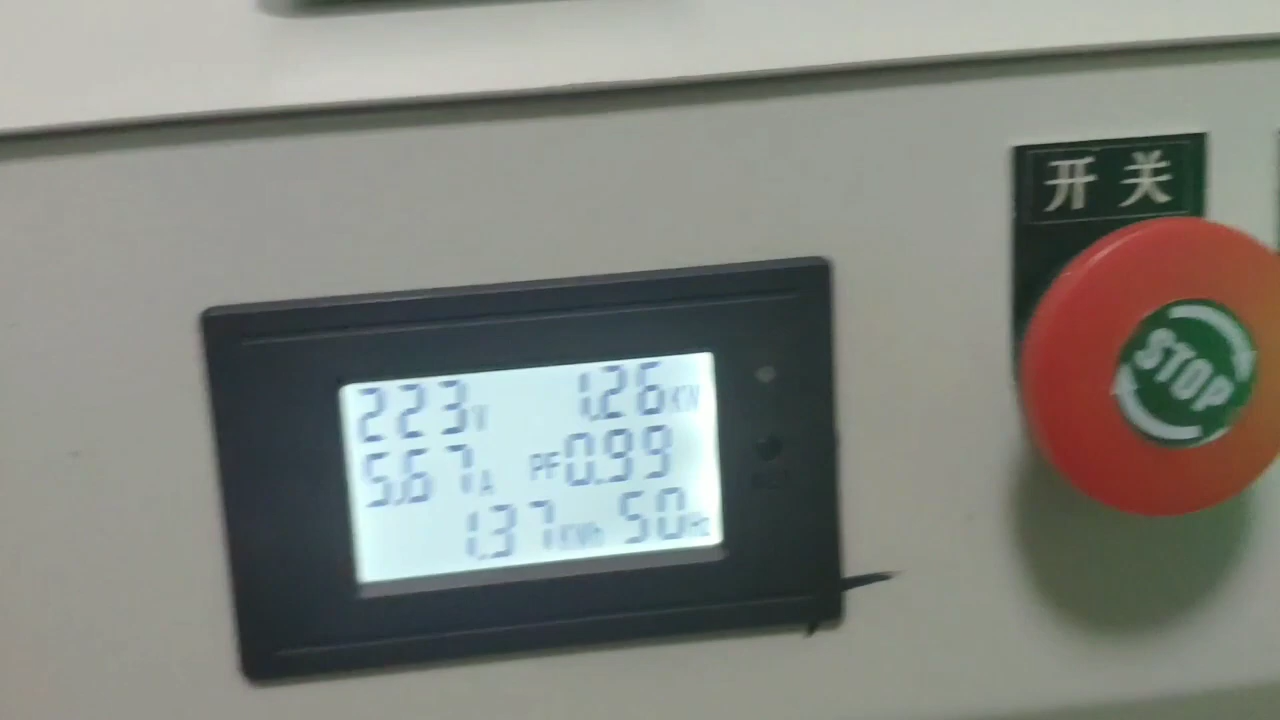 开关
STOP
223V 1.26KW
5.67A PF0.99
1.37KWh 50Hz